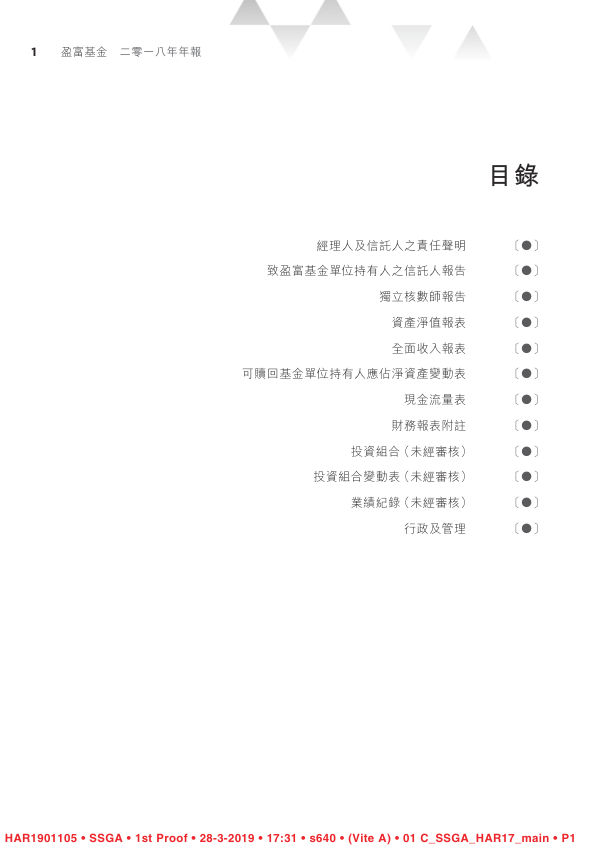 1 盈富基金 二零一八年年報
目錄
經理人及信託人之責任聲明 〔●〕
致盈富基金單位持有人之信託人報告 〔●〕
獨立核數師報告 〔●〕
資產淨值報表 〔●〕
全面收入報表 〔●〕
可贖回基金單位持有人應佔淨資產變動表 〔●〕
現金流量表 〔●〕
財務報表附註 〔●〕
投資組合（未經審核） 〔●〕
投資組合變動表（未經審核） 〔●〕
業績紀錄（未經審核） 〔●〕
行政及管理 〔●〕
HAR1901105 • SSGA • 1st Proof • 28-3-2019 • 17:31 • s640 • (Vite A) • 01 C_SSGA_HAR17_main • P1